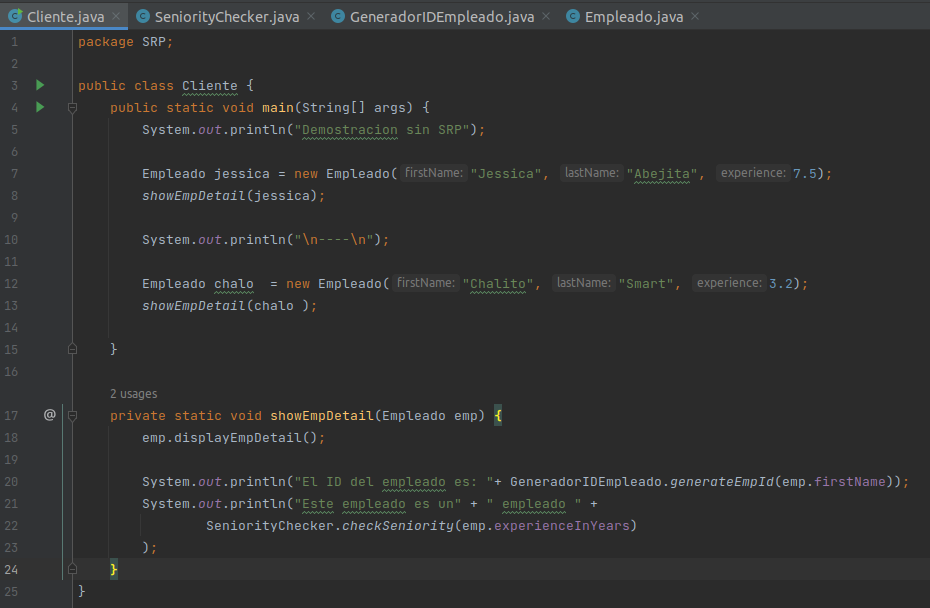 Cliente.java × SeniorityChecker.java × GeneradorIDEmpleado.java × Empleado.java ×
1 package SRP;
2
3 public class Cliente {
4 public static void main(String[] args) {
5 System.out.println("Demostracion sin SRP");
6
7 Empleado jessica = new Empleado( firstName: "Jessica", lastName: "Abejita", experience: 7.5);
8 showEmpDetail(jessica);
9
10 System.out.println("\n----\n");
11
12 Empleado chalo  = new Empleado( firstName: "Chalito", lastName: "Smart", experience: 3.2);
13 showEmpDetail(chalo );
14
15 }
16
2 usages
17 @ private static void showEmpDetail(Empleado emp) {
18 emp.displayEmpDetail();
19
20 System.out.println("El ID del empleado es: "+ GeneradorIDEmpleado.generateEmpId(emp.firstName));
21 System.out.println("Este empleado es un" + " empleado " +
22 SeniorityChecker.checkSeniority(emp.experienceInYears)
23 );
24 }
25 }